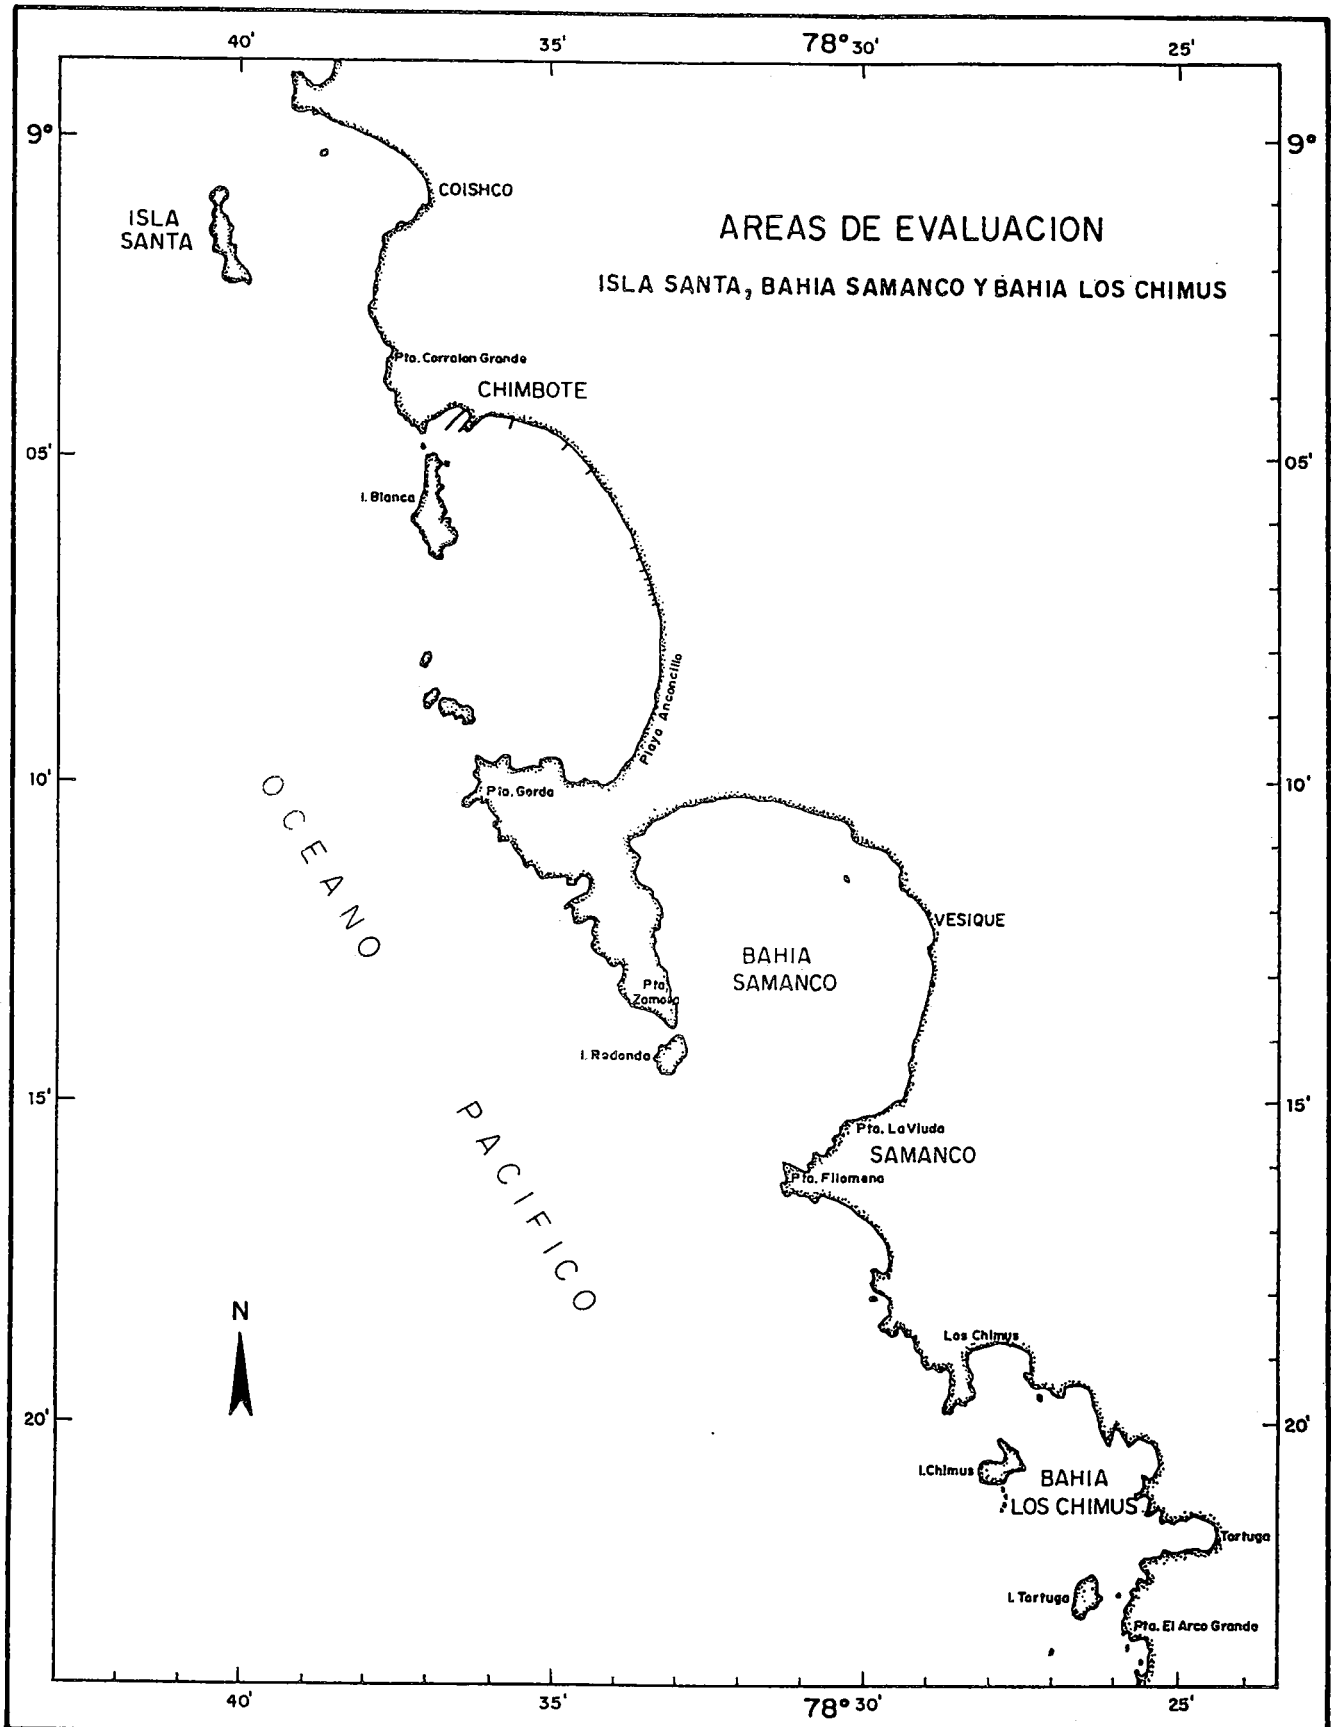 40'
35'
78° 30'
25'
9°
9°
COISHCO
ISLA
SANTA
AREAS DE EVALUACION
ISLA SANTA, BAHIA SAMANCO Y BAHIA LOS CHIMUS
Pta. Corralon Grande
CHIMBOTE
05'
05'
I. Blanca
Playa Anconcillo
10'
10'
Pta. Gorda
OCEANO
VESIQUE
BAHIA
SAMANCO
Pta.
Zamora
I. Redonda
15'
15'
PACIFICO
Pta. La Viuda
SAMANCO
Pta. Filomena
N
Los Chimus
20'
20'
I. Chimus
BAHIA
LOS CHIMUS
Tortuga
I. Tortuga
Pta. El Arco Grande
40'
35'
78° 30'
25'